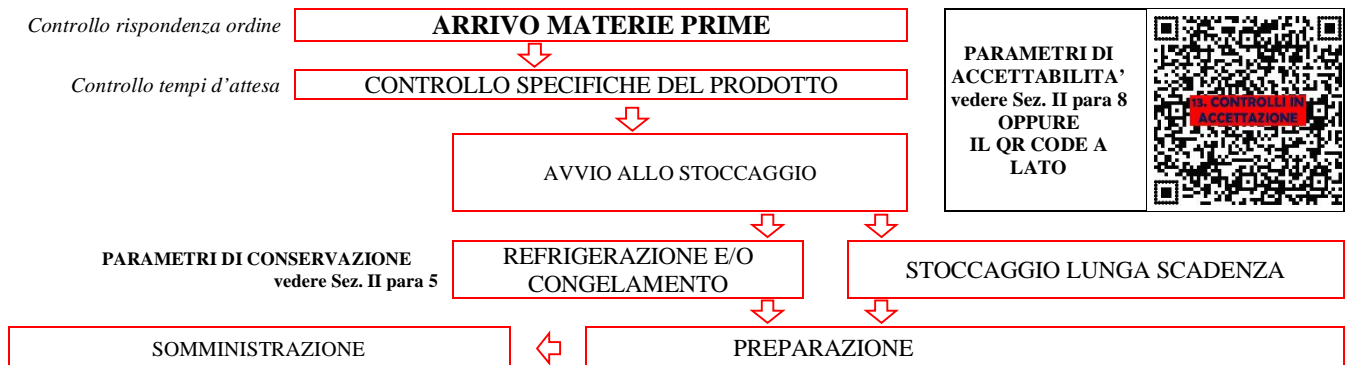 Controllo rispondenza ordine
ARRIVO MATERIE PRIME
Controllo tempi d'attesa
CONTROLLO SPECIFICHE DEL PRODOTTO
PARAMETRI DI
ACCETTABILITA'
vedere Sez. II para 8
OPPURE
IL QR CODE A
LATO
13. CONTROLLI IN
ACCETTAZIONE
AVVIO ALLO STOCCAGGIO
PARAMETRI DI CONSERVAZIONE
vedere Sez. II para 5
REFRIGERAZIONE E/O
CONGELAMENTO
STOCCAGGIO LUNGA SCADENZA
SOMMINISTRAZIONE
PREPARAZIONE